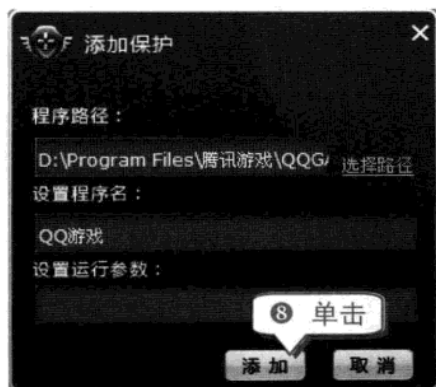 添加保护
程序路径：
D:\Program Files\腾讯游戏\QQG
选择路径
设置程序名：
QQ游戏
设置运行参数：
❽ 单击
添加
取消